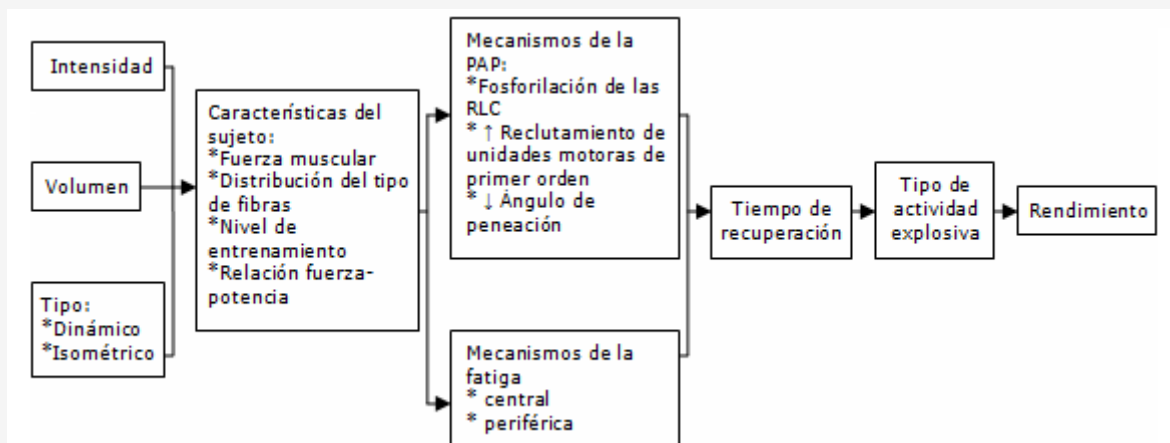 Intensidad
Volumen
Tipo:
*Dinámico
*Isométrico
Características del
sujeto:
*Fuerza muscular
*Distribución del tipo
de fibras
*Nivel de
entrenamiento
*Relación fuerza-
potencia
Mecanismos de la
PAP:
*Fosforilación de las
RLC
* ↑ Reclutamiento de
unidades motoras de
primer orden
* ↓ Ángulo de
peneación
Mecanismos de la
fatiga
* central
* periférica
Tiempo de
recuperación
Tipo de
actividad
explosiva
Rendimiento